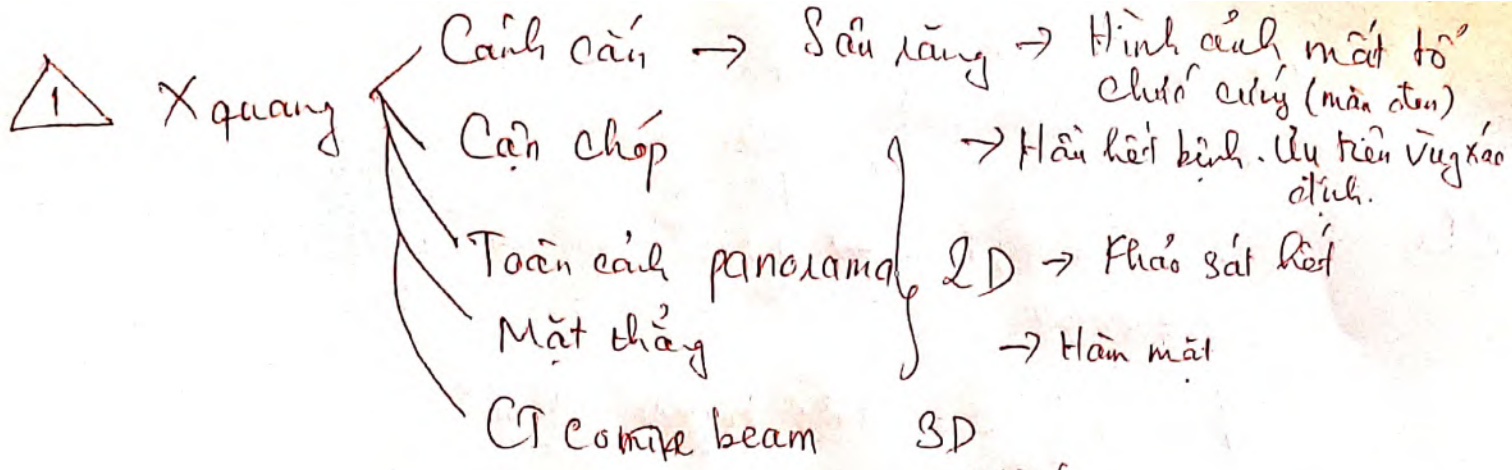 1 X quang
Cánh cắn → Sâu răng → Hình ảnh mất tổ
chức cứng (màu đen)
Cận chóp → Hầu hết bệnh. Ưu tiên vùng xác
định.
Toàn cảnh panorama 2D → Khảo sát hết
Mặt thẳng → Hàm mặt
CT beam 3D